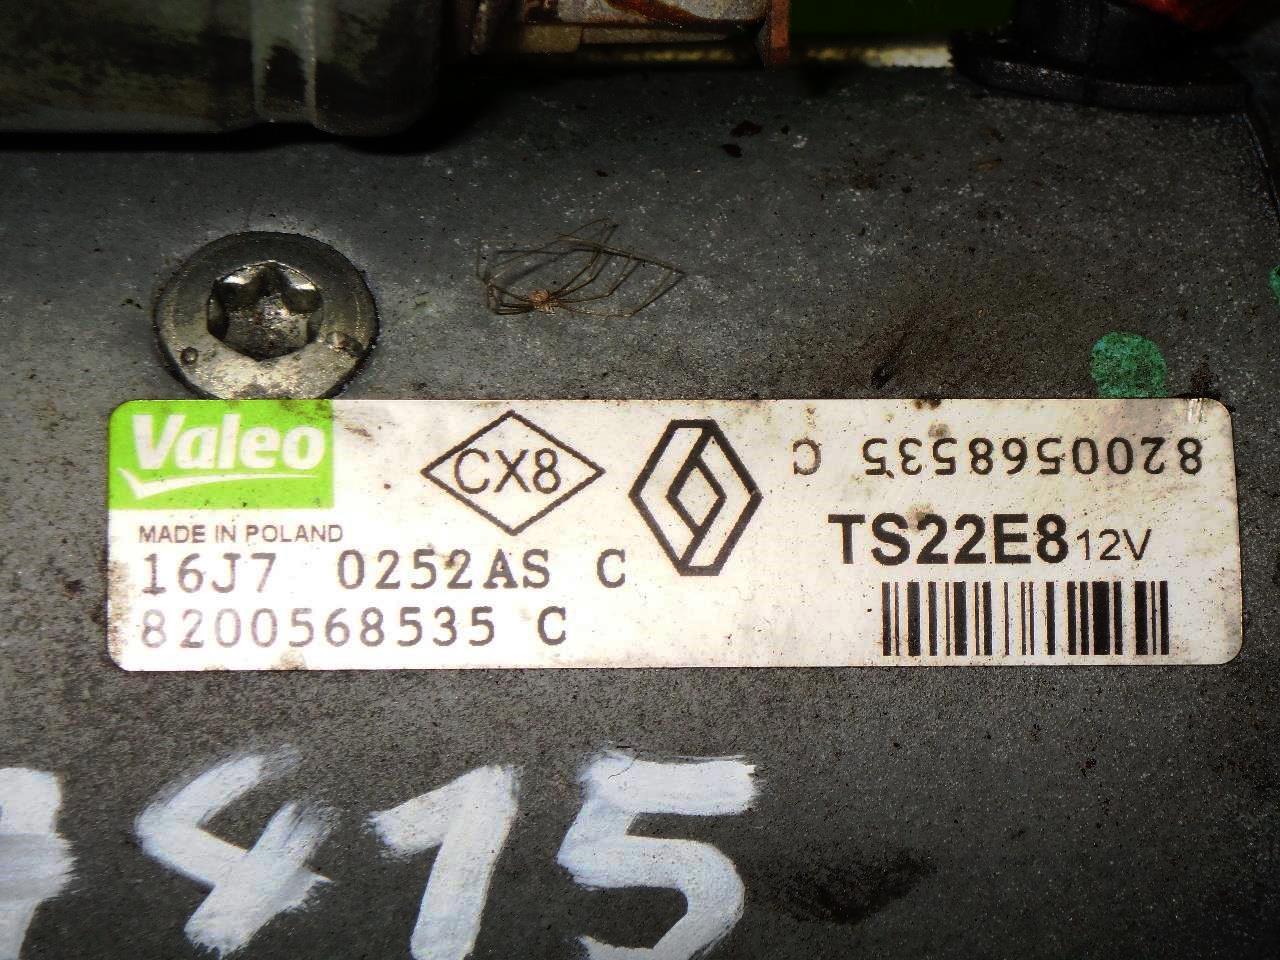 Valeo
CX8
8200568535 C
MADE IN POLAND
TS22E8 12V
16J7 0252AS C
8200568535 C
415